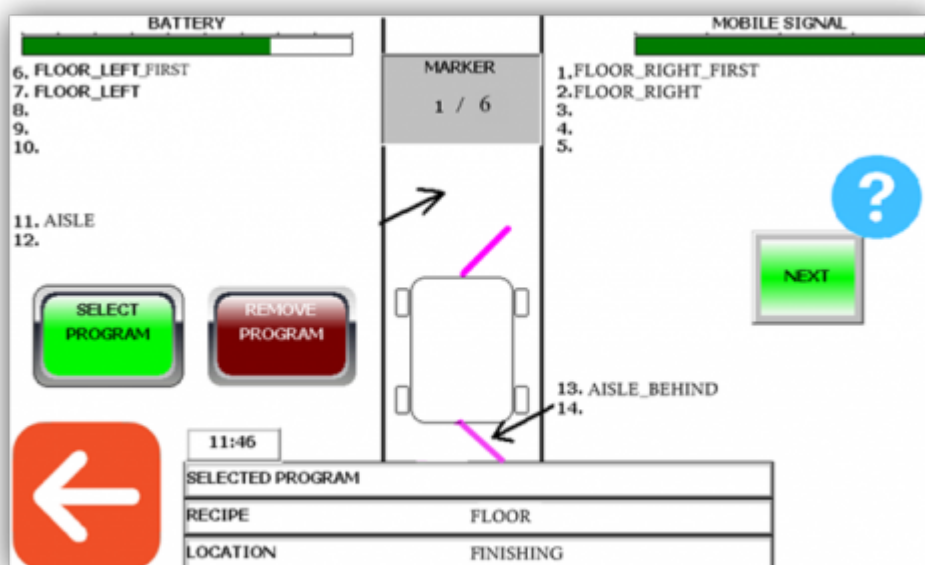 BATTERY
MOBILE SIGNAL
6. FLOOR_LEFT_FIRST
7. FLOOR_LEFT
8.
9.
10.
MARKER
1 / 6
1.FLOOR_RIGHT_FIRST
2.FLOOR_RIGHT
3.
4.
5.
?
11. AISLE
12.
NEXT
SELECT
PROGRAM
REMOVE
PROGRAM
13. AISLE_BEHIND
14.
11:46
SELECTED PROGRAM
RECIPE FLOOR
LOCATION FINISHING